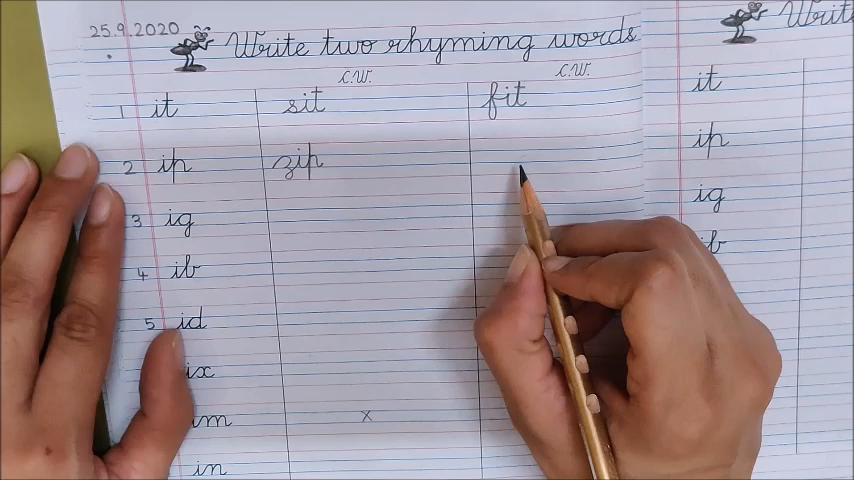 25.9.2020
Write two rhyming words
c.w. c.w.
1 it sit fit
2 ip zip
3 ig
4 ib
5 id
ix
im x
in
Write
it
ip
ig
ib